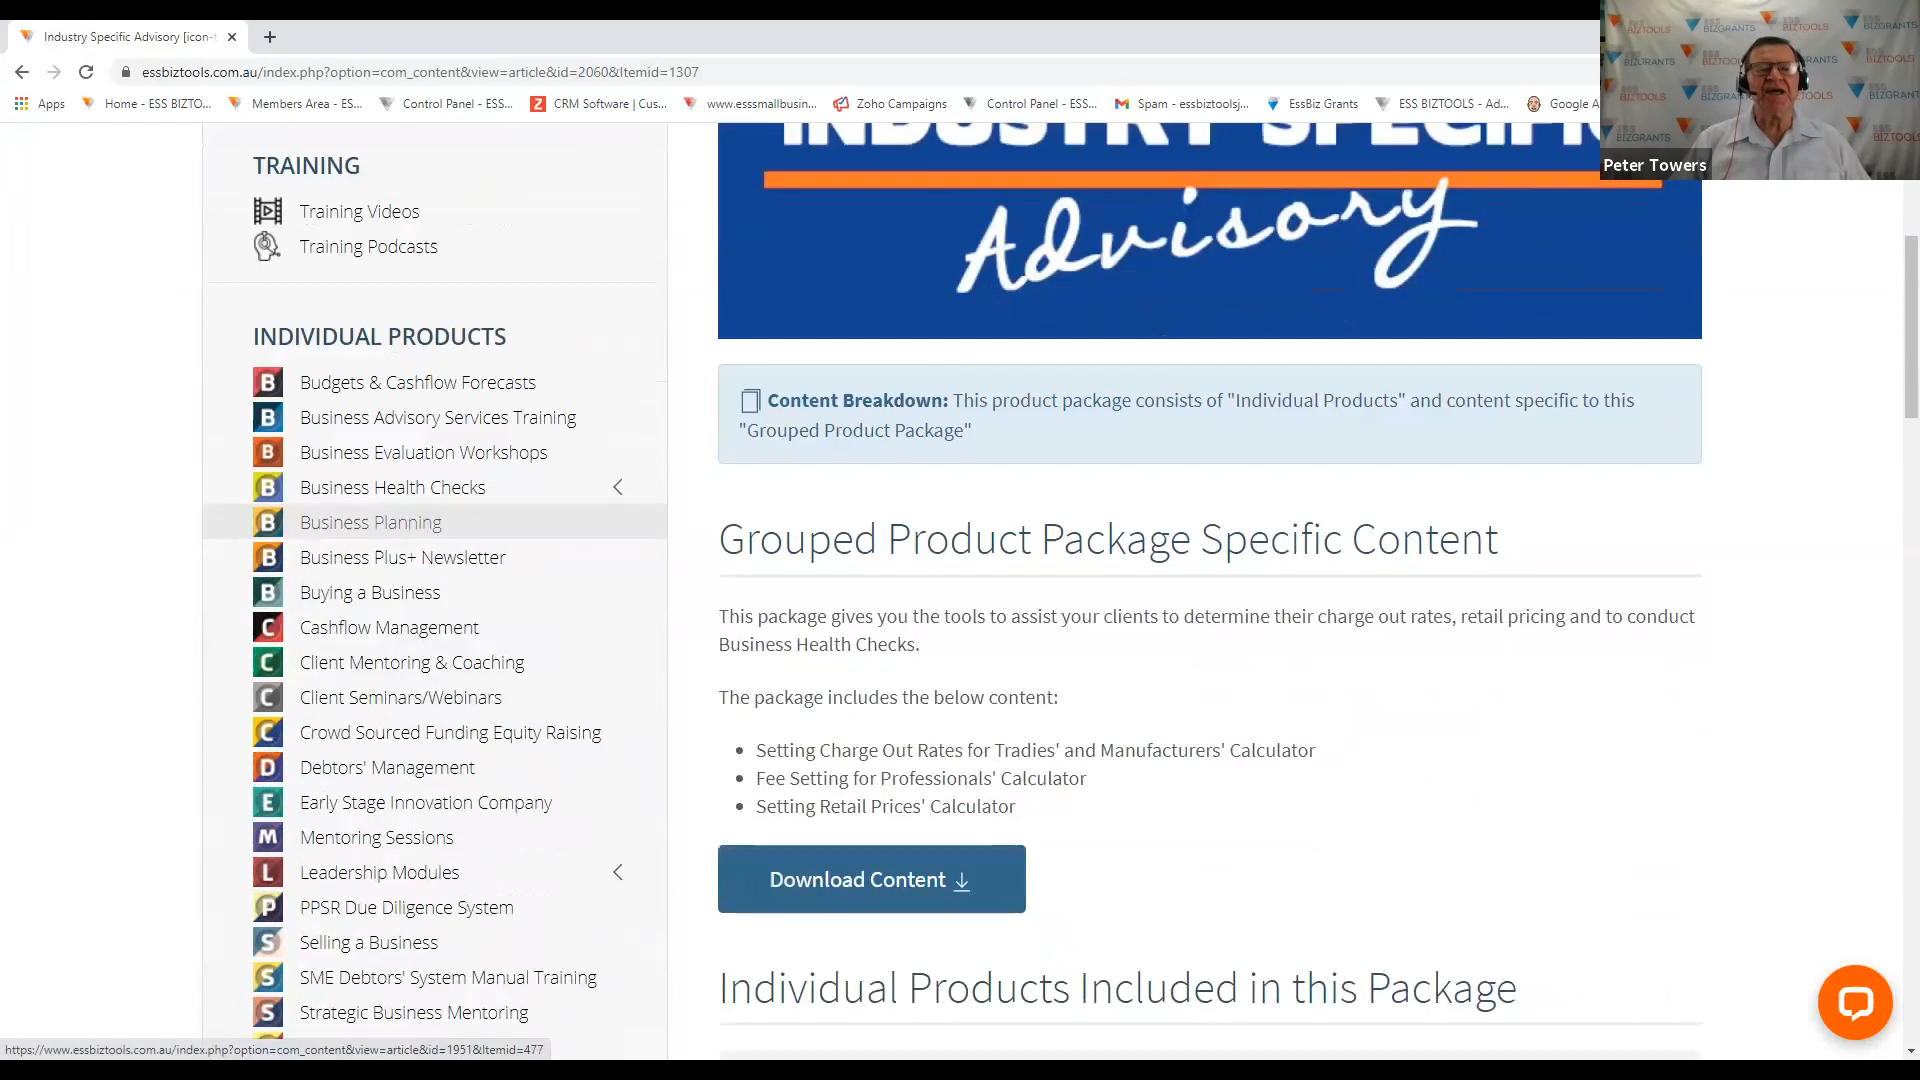 Industry Specific Advisory [icon-
essbiztools.com.au/index.php?option=com_content&view=article&id=2060&Itemid=1307
Apps
Home - ESS BIZTO...
Members Area - ES...
Control Panel - ESS...
CRM Software | Cus...
www.esssmallbusin...
Zoho Campaigns
Control Panel - ESS...
Spam - essbiztoolsj...
EssBiz Grants
ESS BIZTOOLS - Ad...
Google A
Peter Towers
TRAINING
Training Videos
Training Podcasts
INDIVIDUAL PRODUCTS
Budgets & Cashflow Forecasts
Business Advisory Services Training
Business Evaluation Workshops
Business Health Checks
Business Planning
Business Plus+ Newsletter
Buying a Business
Cashflow Management
Client Mentoring & Coaching
Client Seminars/Webinars
Crowd Sourced Funding Equity Raising
Debtors' Management
Early Stage Innovation Company
Mentoring Sessions
Leadership Modules
PPSR Due Diligence System
Selling a Business
SME Debtors' System Manual Training
Strategic Business Mentoring
https://www.essbiztools.com.au/index.php?option=com_content&view=article&id=1951&Itemid=477
INDUSTRY SPECIFIC
Advisory
Content Breakdown: This product package consists of "Individual Products" and content specific to this
"Grouped Product Package"
Grouped Product Package Specific Content
This package gives you the tools to assist your clients to determine their charge out rates, retail pricing and to conduct
Business Health Checks.
The package includes the below content:
Setting Charge Out Rates for Tradies' and Manufacturers' Calculator
Fee Setting for Professionals' Calculator
Setting Retail Prices' Calculator
Download Content
Individual Products Included in this Package